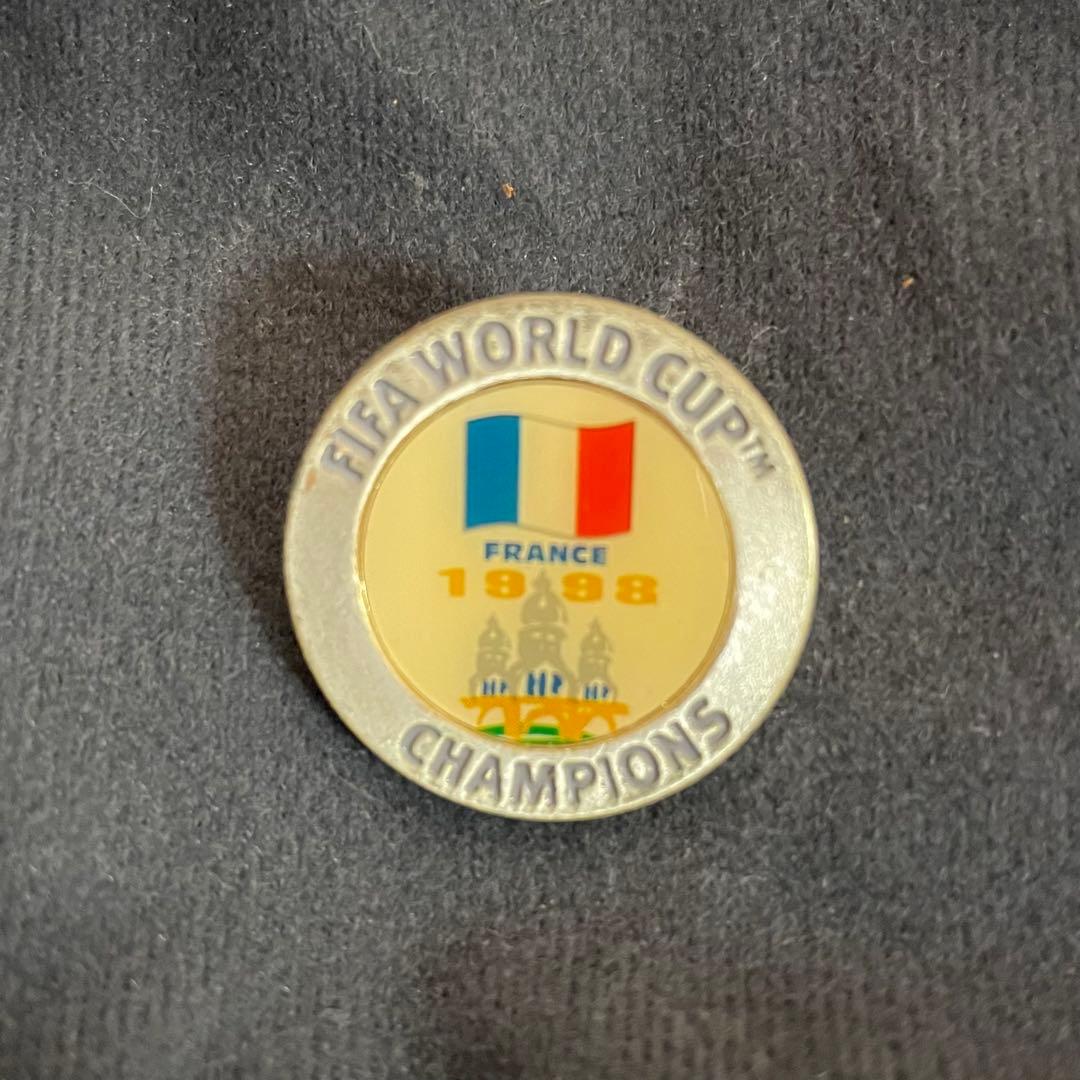 FIFA WORLD CUP™
FRANCE
1998
CHAMPIONS